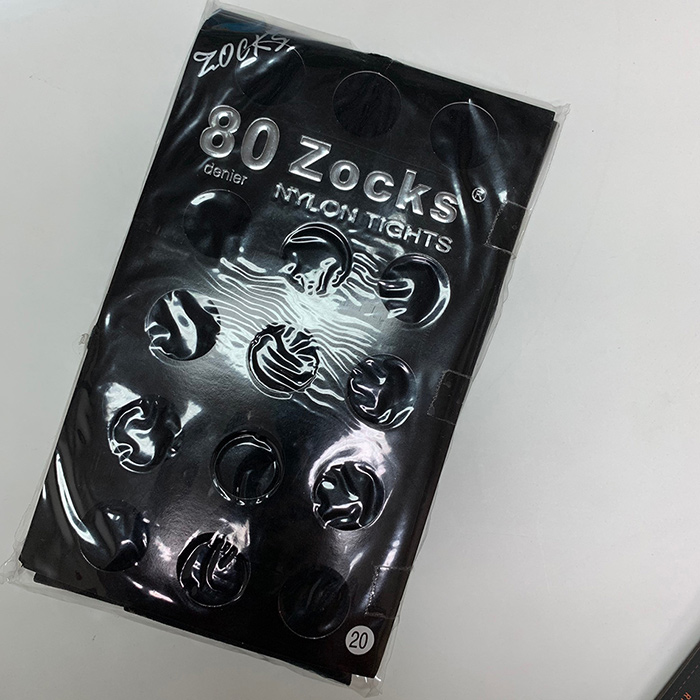 ZOCKS
80 Zocks®
denier
NYLON TIGHTS
20